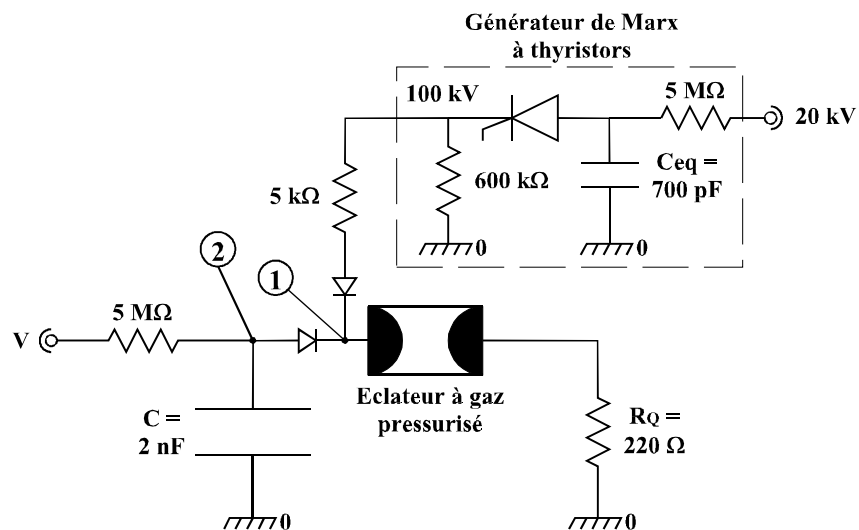 Générateur de Marx
à thyristors
100 kV
5 MΩ
20 kV
600 kΩ
Ceq =
700 pF
5 kΩ
0
0
2
1
5 MΩ
V
Eclateur à gaz
pressurisé
C =
2 nF
RQ =
220 Ω
0
0